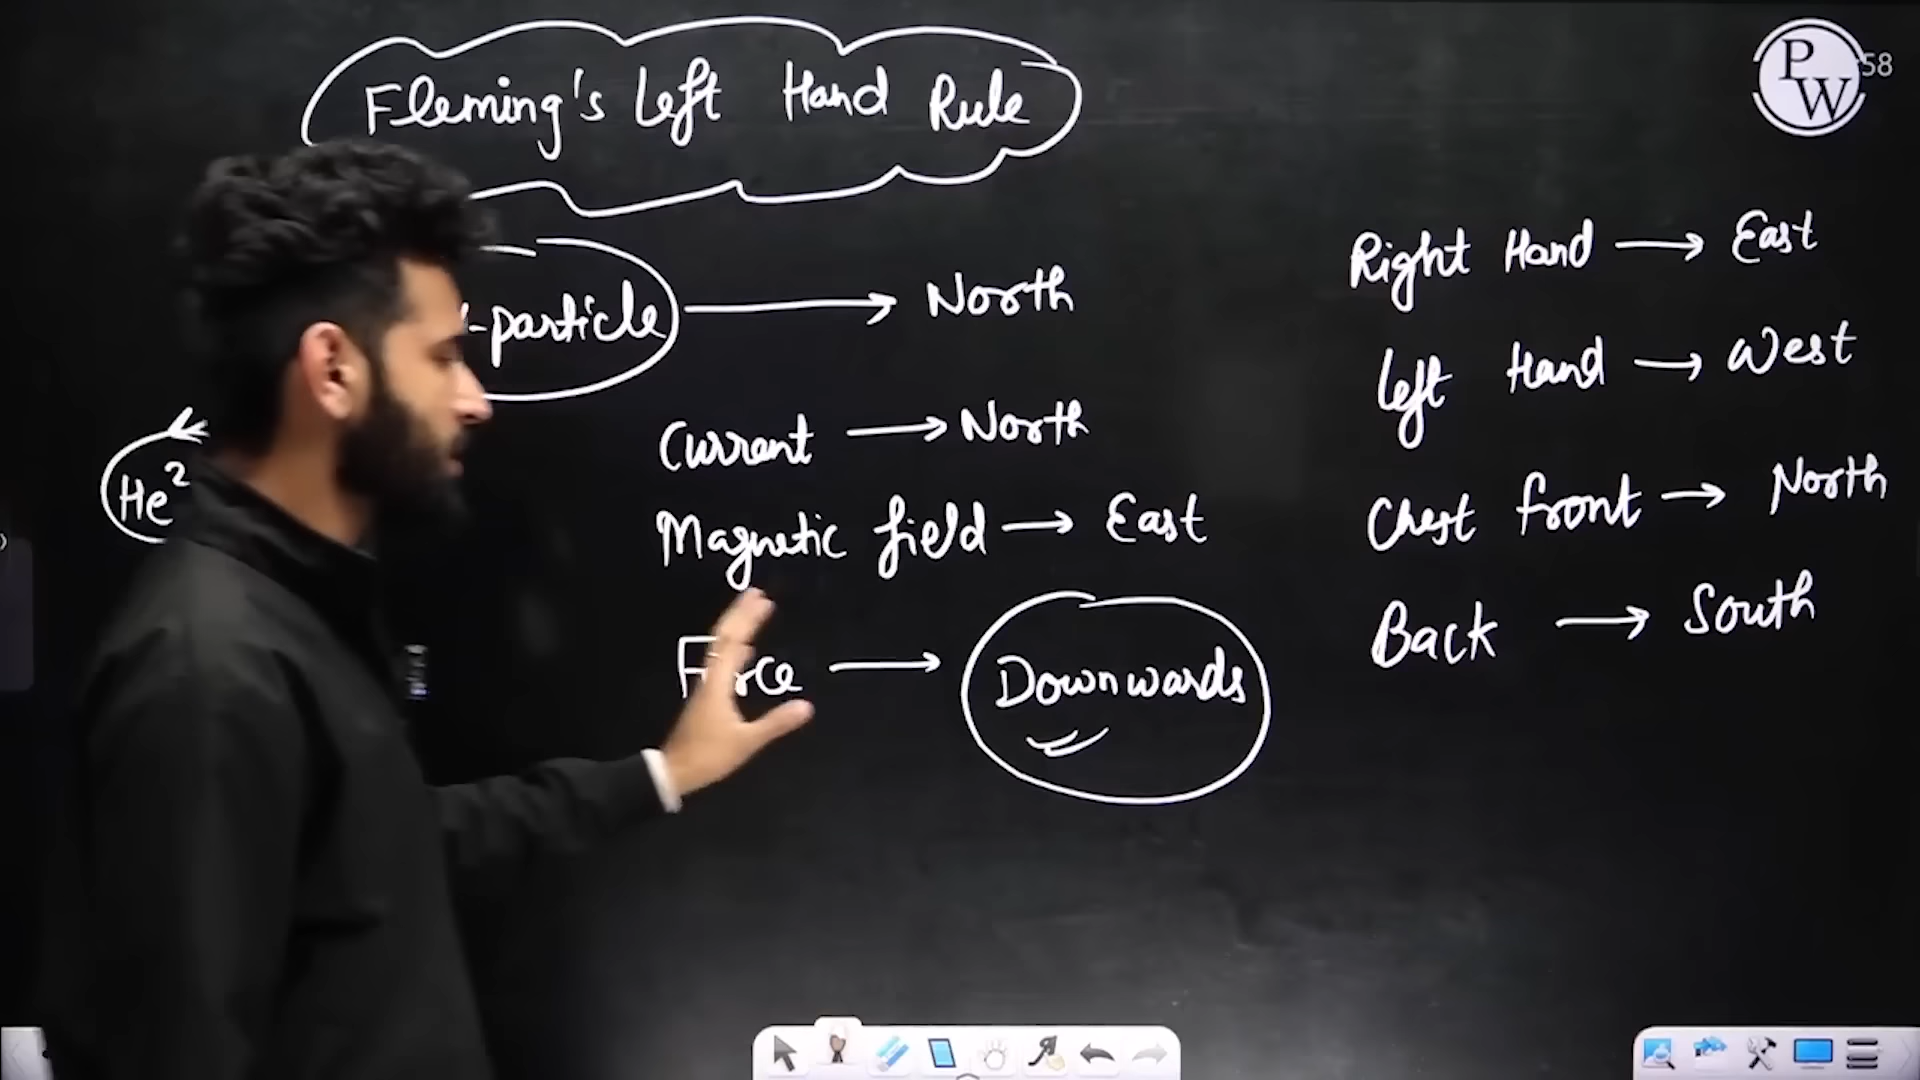 Fleming's Left Hand Rule
PW
58
-particle → North
Right Hand → East
Left Hand → West
Current → North
He²
Magnetic field → East
Chest front → North
Force → Downwards
Back → South